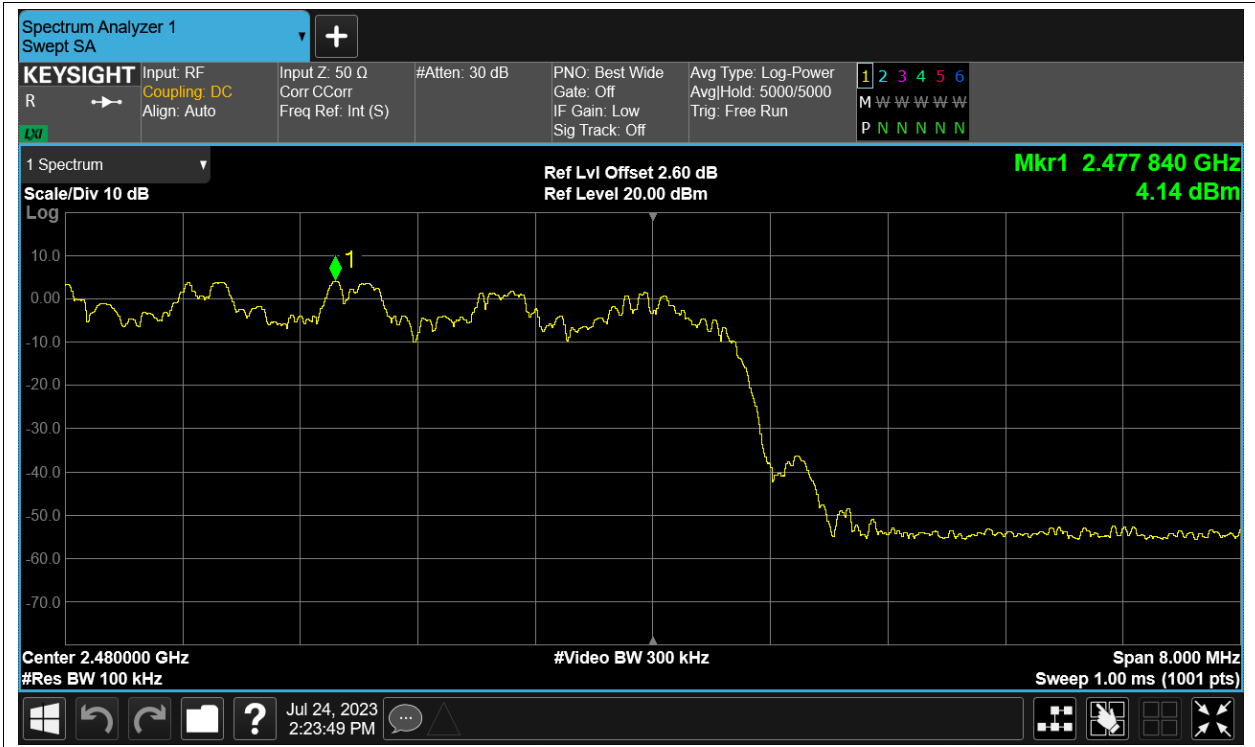 Spectrum Analyzer 1
Swept SA
KEYSIGHT
R
LXI
Input: RF
Coupling: DC
Align: Auto
Input Z: 50 Ω
Corr CCorr
Freq Ref: Int (S)
#Atten: 30 dB
PNO: Best Wide
Gate: Off
IF Gain: Low
Sig Track: Off
Avg Type: Log-Power
Avg|Hold: 5000/5000
Trig: Free Run
1 2 3 4 5 6
M W W W W W
P N N N N N
1 Spectrum
Scale/Div 10 dB
Log
Ref Lvl Offset 2.60 dB
Ref Level 20.00 dBm
Mkr1 2.477 840 GHz
4.14 dBm
1
10.0
0.00
-10.0
-20.0
-30.0
-40.0
-50.0
-60.0
-70.0
Center 2.480000 GHz
#Res BW 100 kHz
#Video BW 300 kHz
Span 8.000 MHz
Sweep 1.00 ms (1001 pts)
?
Jul 24, 2023
2:23:49 PM